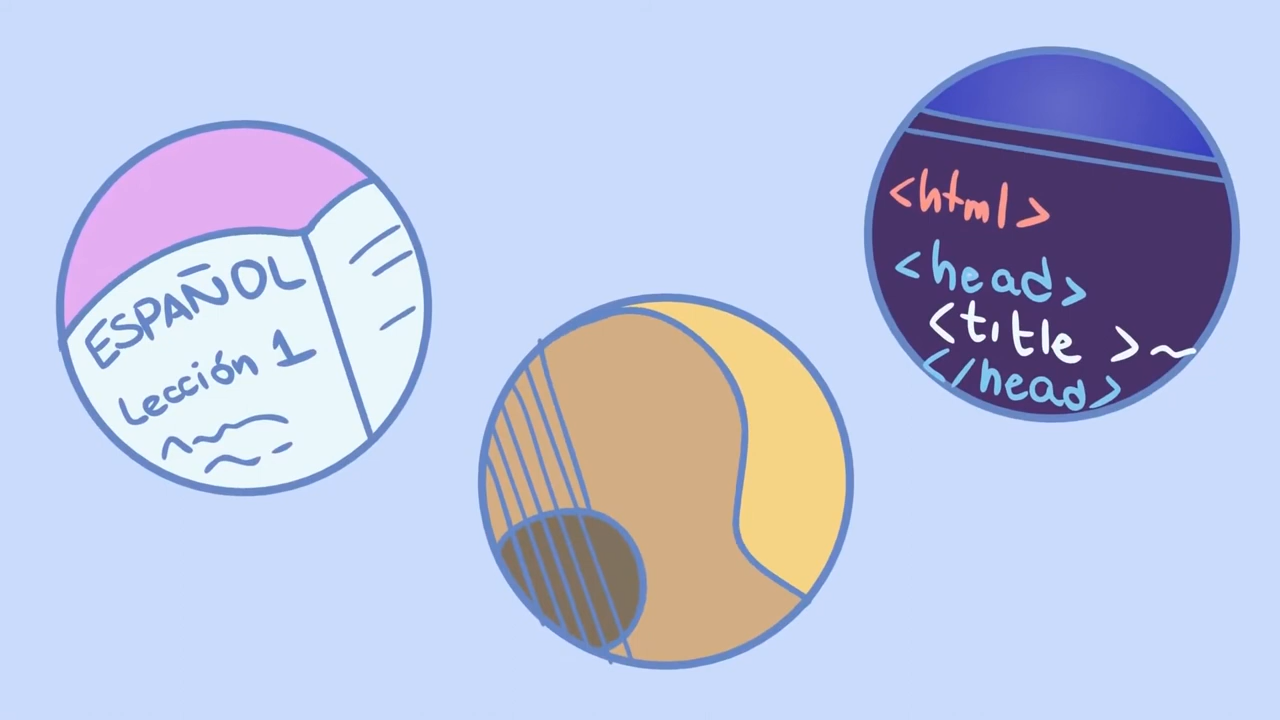 ESPAÑOL
Lección 1
<html>
<head>
<title >~
</head>